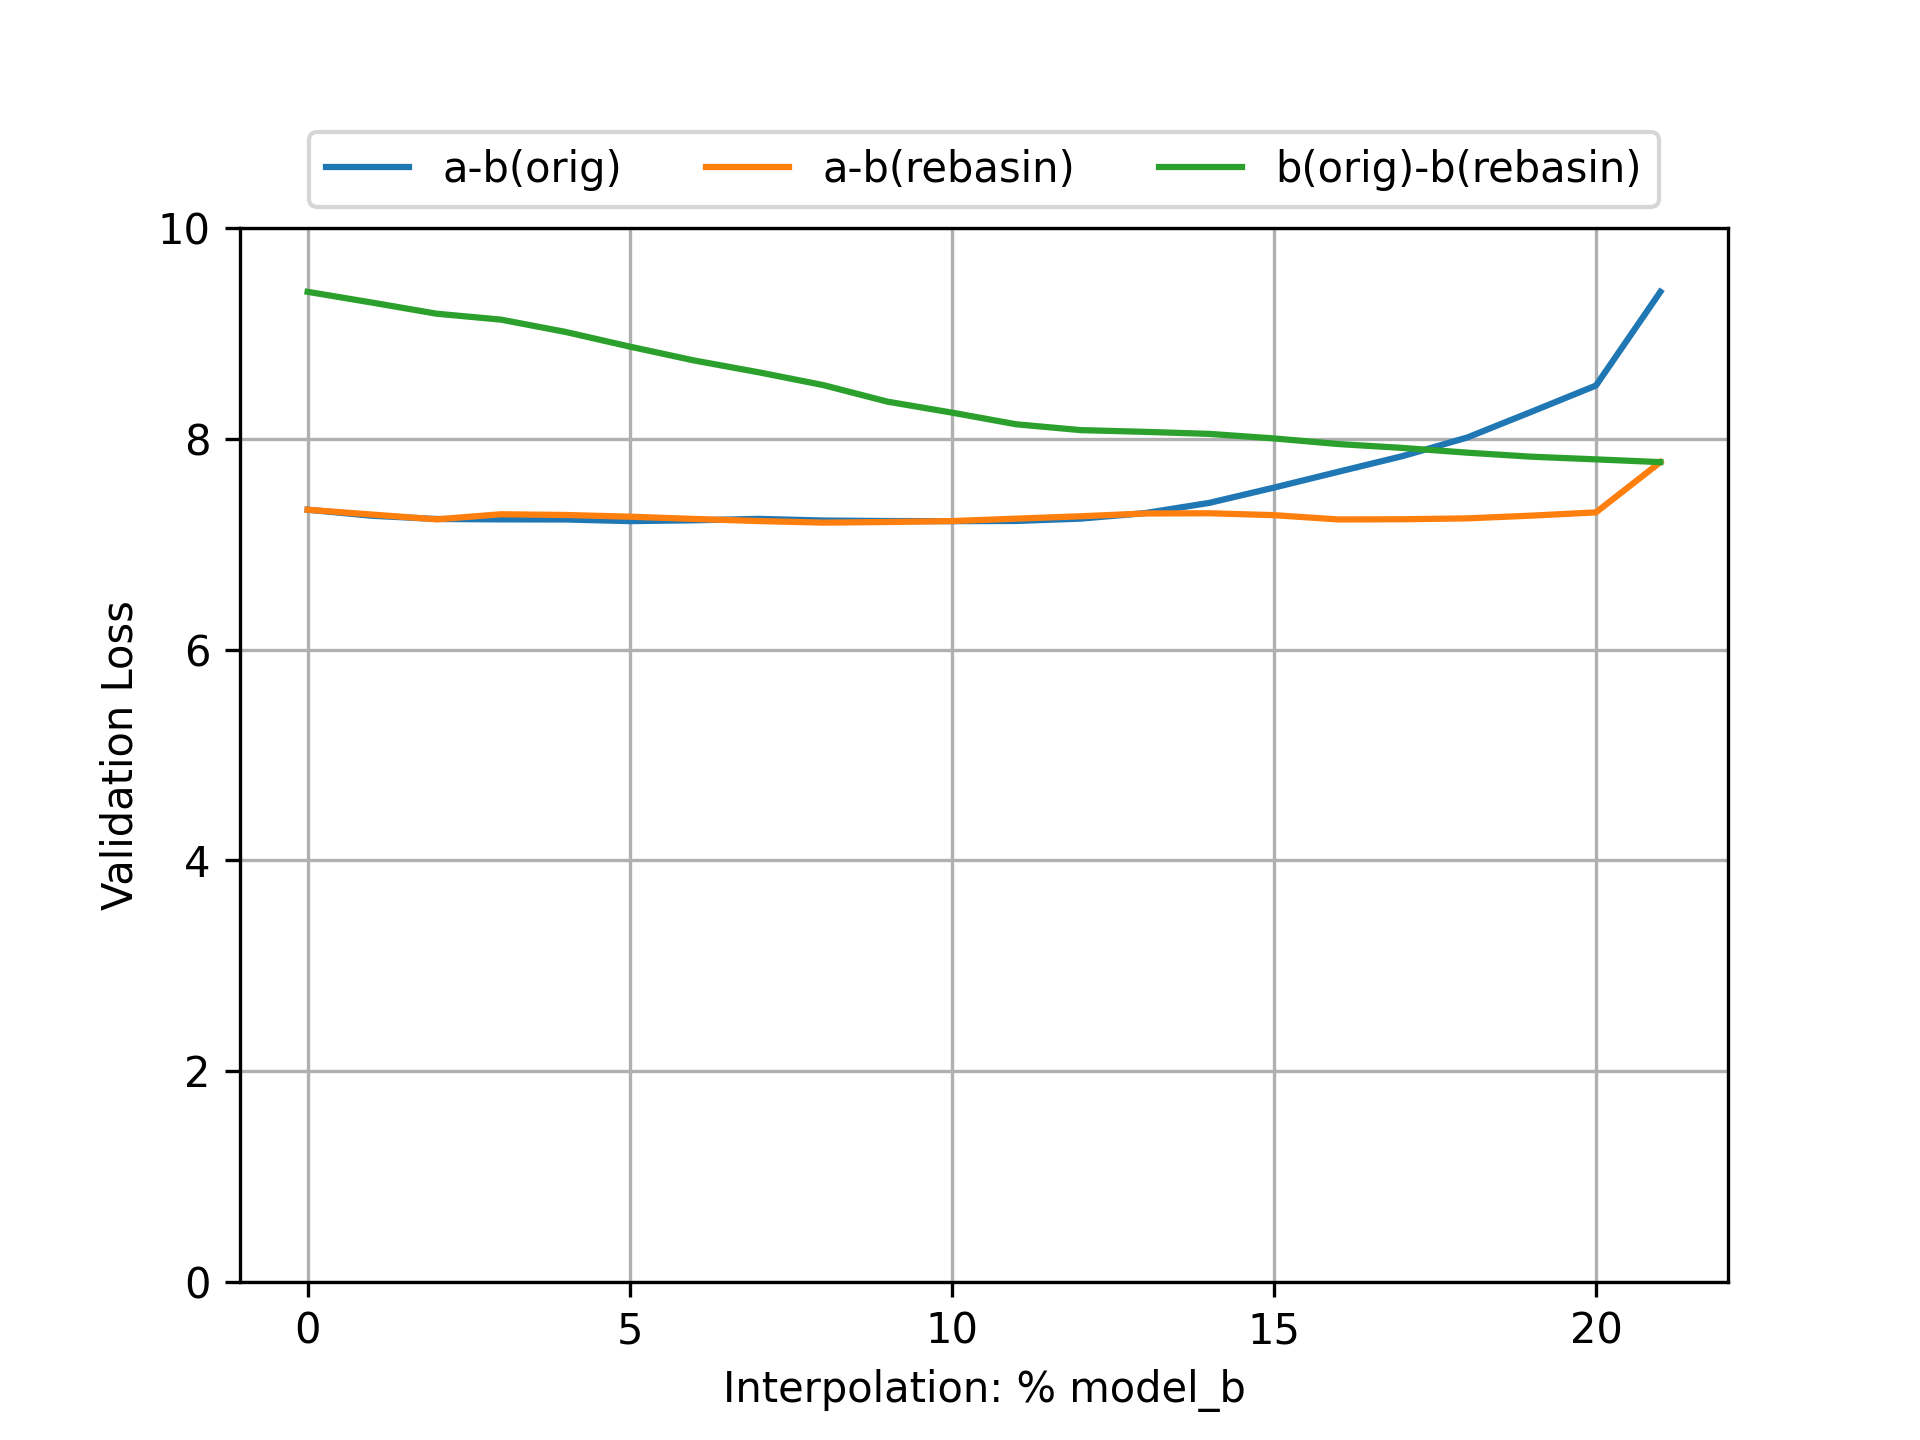 a-b(orig) a-b(rebasin) b(orig)-b(rebasin)
10
8
6
4
2
0
Validation Loss
0 5 10 15 20
Interpolation: % model_b